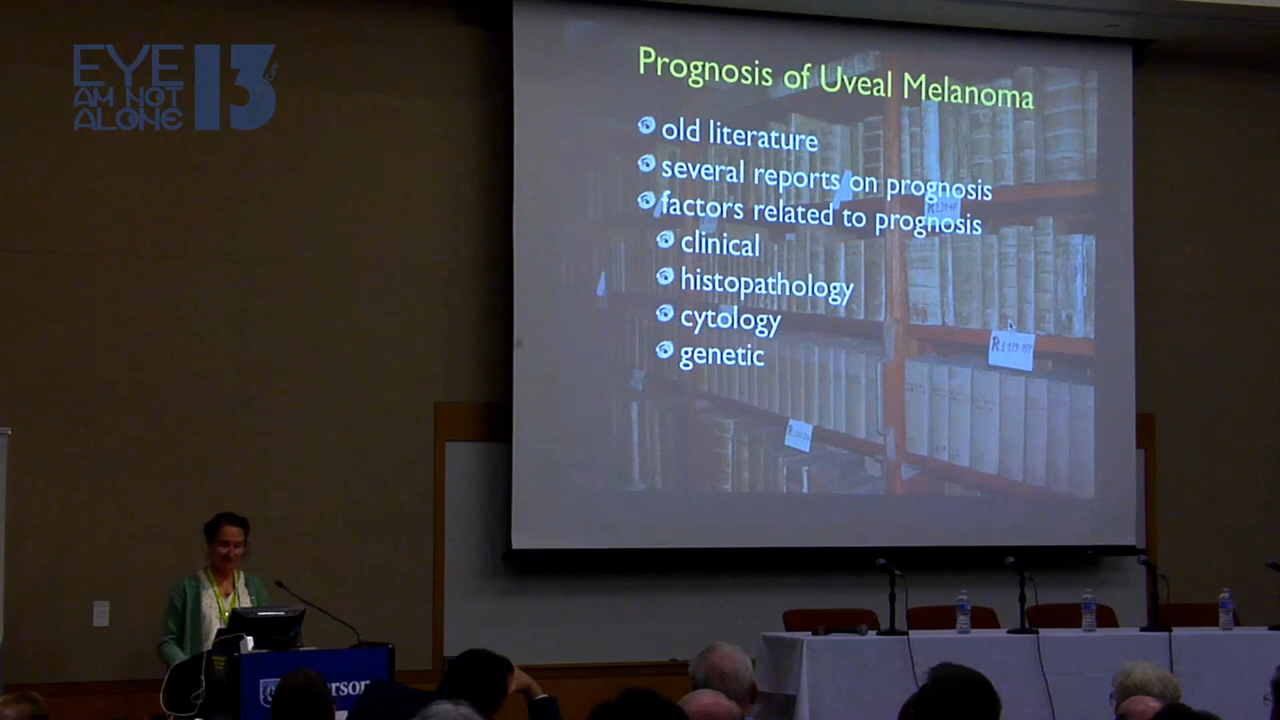 EYE
AM NOT
ALONE
13
Cure
Prognosis of Uveal Melanoma
old literature
several reports on prognosis
factors related to prognosis
clinical
histopathology
cytology
genetic